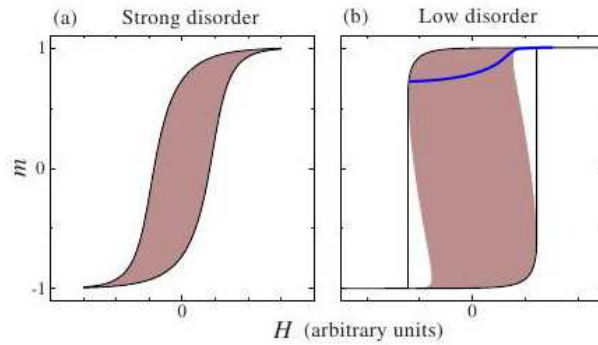 (a) Strong disorder
(b) Low disorder
1
0
-1
m
0
0
H (arbitrary units)